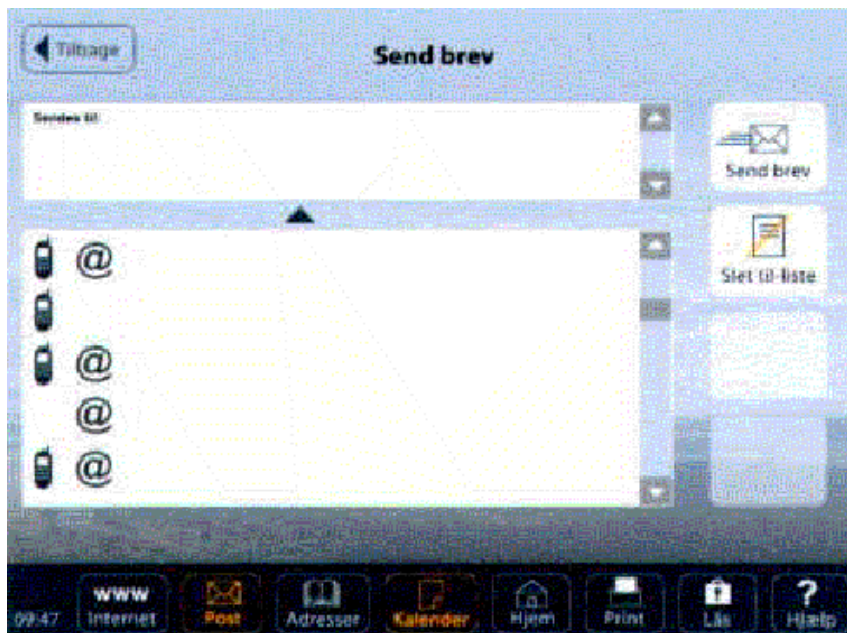 Tilbage
Send brev
Sendes til:
Send brev
Slet til-liste
@
@
@
@
09:47
www
Internet
Post
Adresser
Kalender
Hjem
Print
Lås
?
Hjælp